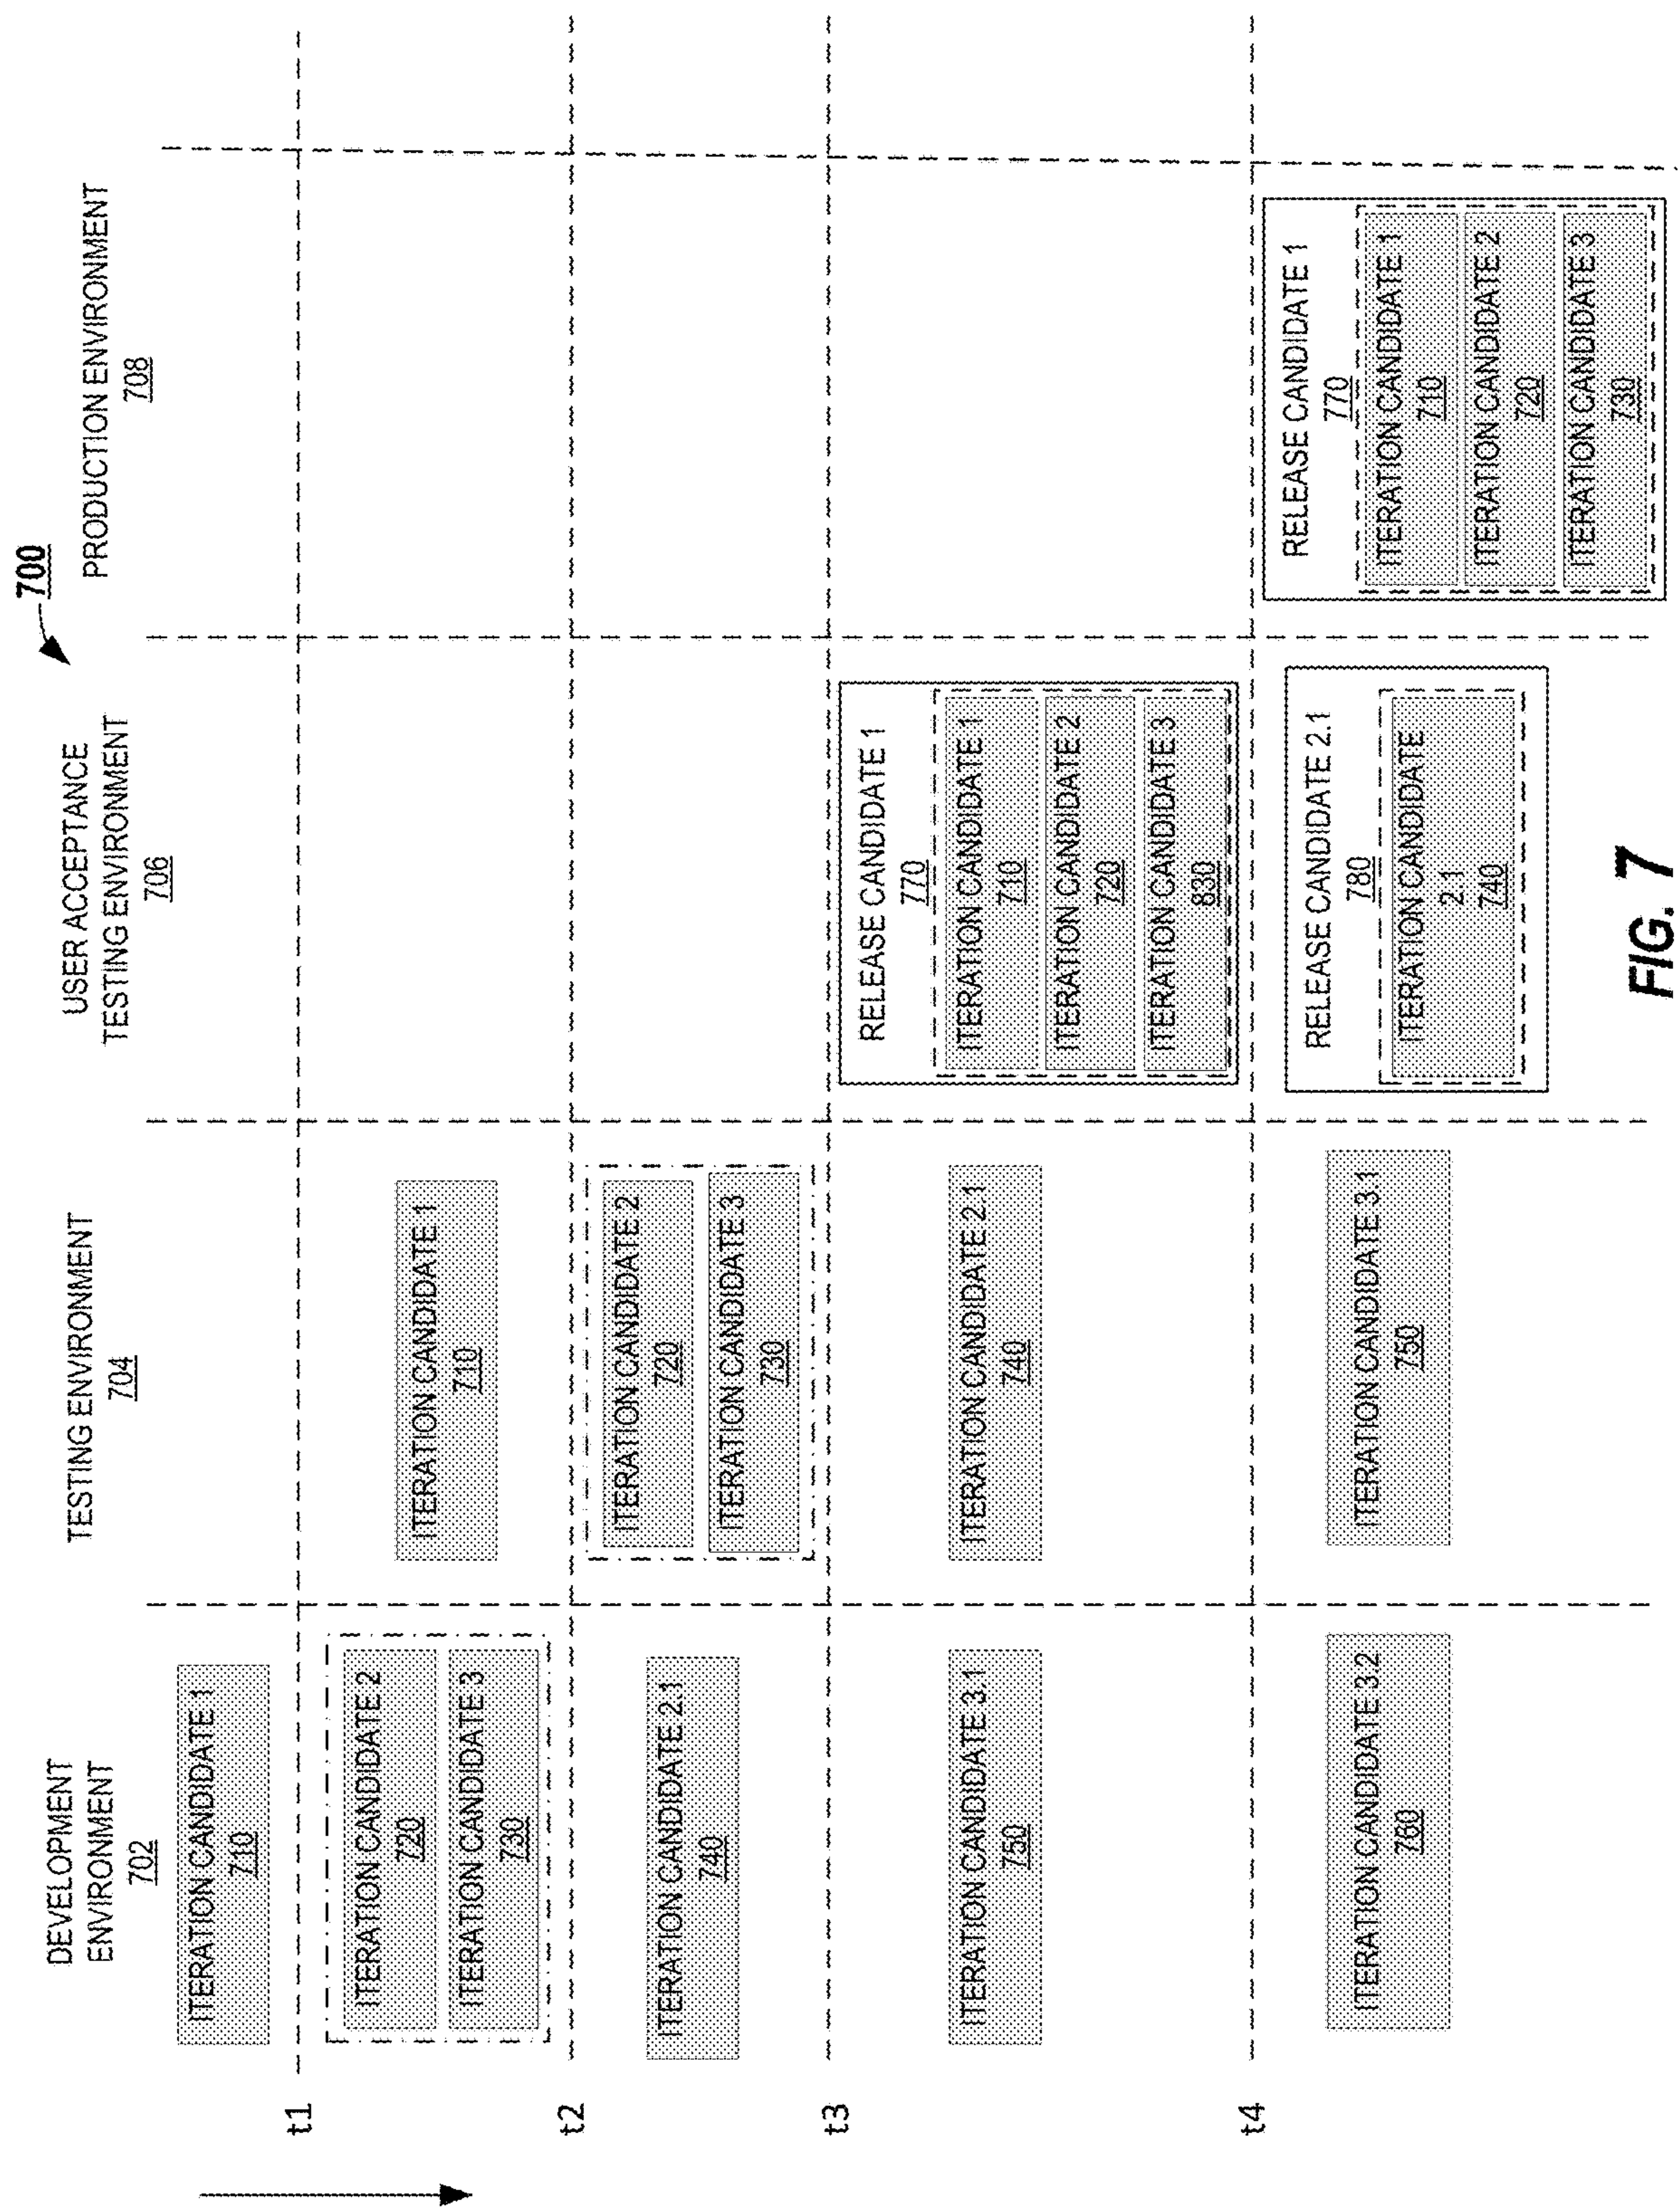 700
DEVELOPMENT
ENVIRONMENT
702
TESTING ENVIRONMENT
704
USER ACCEPTANCE
TESTING ENVIRONMENT
706
PRODUCTION ENVIRONMENT
708
ITERATION CANDIDATE 1
710
t1
ITERATION CANDIDATE 2
720
ITERATION CANDIDATE 3
730
ITERATION CANDIDATE 1
710
t2
ITERATION CANDIDATE 2.1
740
ITERATION CANDIDATE 2
720
ITERATION CANDIDATE 3
730
t3
ITERATION CANDIDATE 3.1
750
ITERATION CANDIDATE 2.1
740
RELEASE CANDIDATE 1
770
ITERATION CANDIDATE 1
710
ITERATION CANDIDATE 2
720
ITERATION CANDIDATE 3
830
t4
ITERATION CANDIDATE 3.2
760
ITERATION CANDIDATE 3.1
750
RELEASE CANDIDATE 2.1
780
ITERATION CANDIDATE
2.1
740
RELEASE CANDIDATE 1
770
ITERATION CANDIDATE 1
710
ITERATION CANDIDATE 2
720
ITERATION CANDIDATE 3
730
FIG. 7